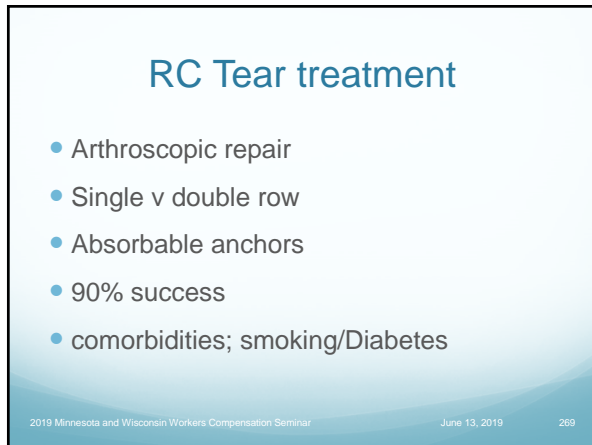 RC Tear treatment
• Arthroscopic repair
• Single v double row
• Absorbable anchors
• 90% success
• comorbidities; smoking/Diabetes
2019 Minnesota and Wisconsin Workers Compensation Seminar June 13, 2019 269